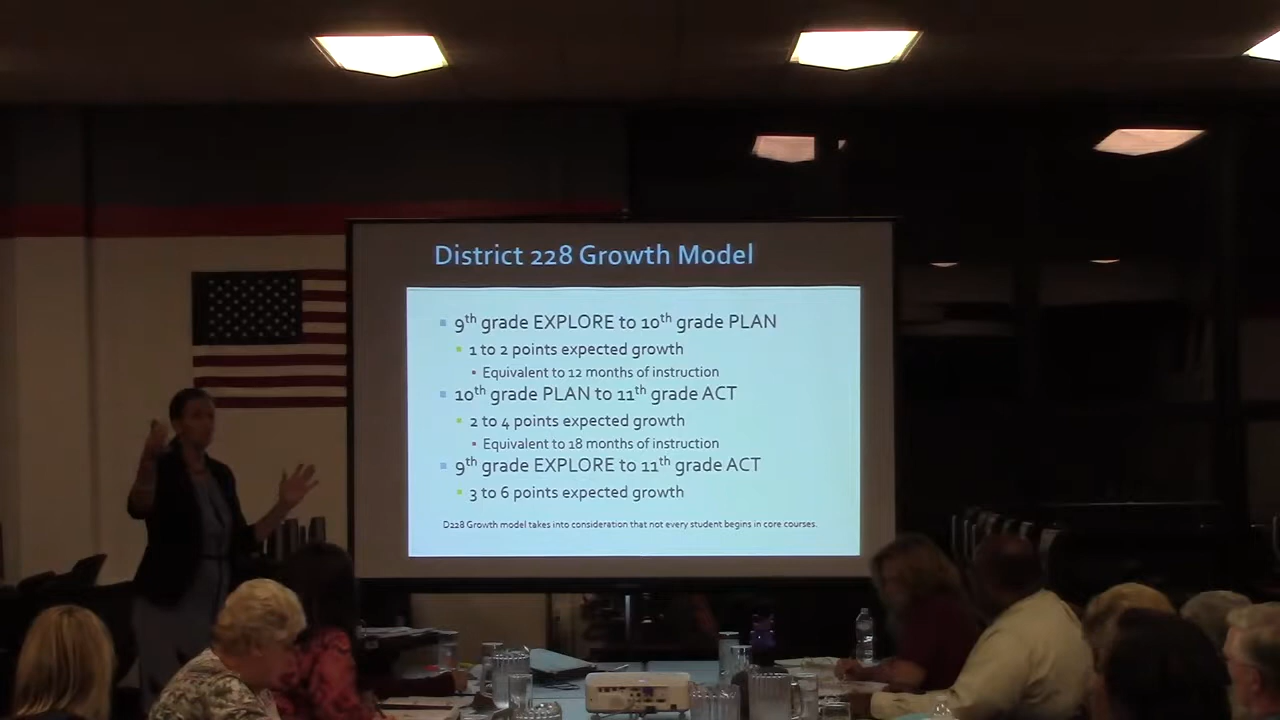 District 228 Growth Model
9th grade EXPLORE to 10th grade PLAN
1 to 2 points expected growth
Equivalent to 12 months of instruction
10th grade PLAN to 11th grade ACT
2 to 4 points expected growth
Equivalent to 18 months of instruction
9th grade EXPLORE to 11th grade ACT
3 to 6 points expected growth
D228 Growth model takes into consideration that not every student begins in core courses.